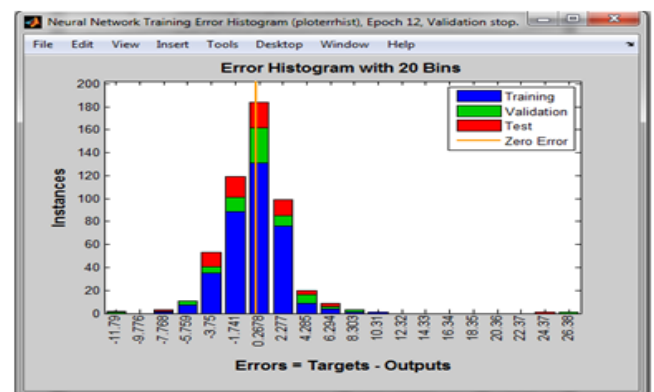 Neural Network Training Error Histogram (ploterrhist), Epoch 12, Validation stop.
File Edit View Insert Tools Desktop Window Help
Error Histogram with 20 Bins
Training
Validation
Test
Zero Error
Instances
200
180
160
140
120
100
80
60
40
20
0
-11.79 -9.776 -7.768 -5.759 -3.75 -1.741 0.2678 2.277 4.285 6.294 8.303 10.31 12.32 14.33 16.34 18.35 20.36 22.37 24.37 26.38
Errors = Targets - Outputs